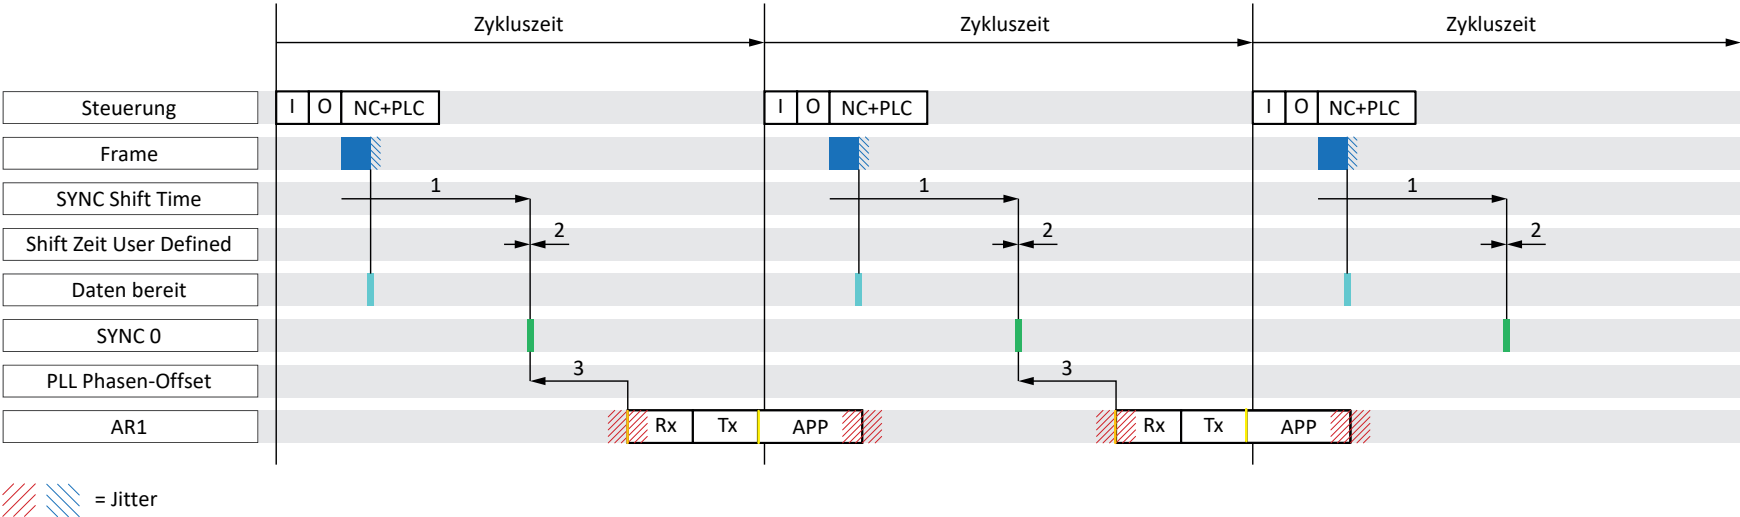 Zykluszeit Zykluszeit Zykluszeit
Steuerung I O NC+PLC I O NC+PLC I O NC+PLC
Frame
SYNC Shift Time 1 1 1
Shift Zeit User Defined 2 2 2
Daten bereit
SYNC 0
PLL Phasen-Offset 3 3
AR1 Rx Tx APP Rx Tx APP
= Jitter